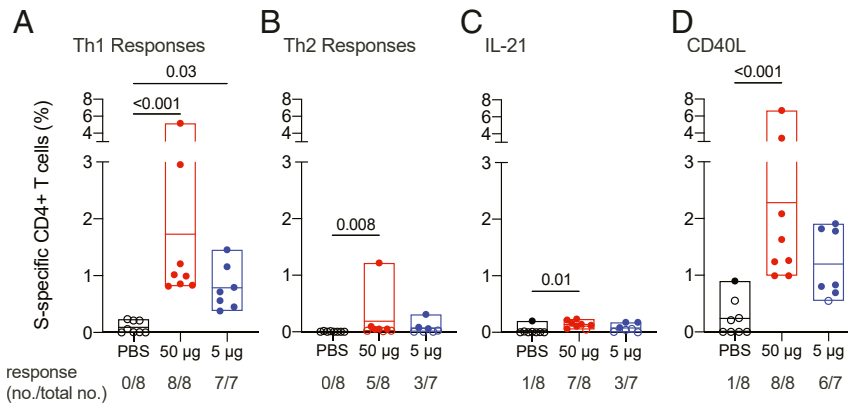 A B C D
Th1 Responses Th2 Responses IL-21 CD40L
S-specific CD4+ T cells (%)
0.03
<0.001
0.008
0.01
<0.001
8 8 8 8
6 6 6 6
4 4 4 4
3 3 3 3
2 2 2 2
1 1 1 1
0 0 0 0
PBS 50 µg 5 µg PBS 50 µg 5 µg PBS 50 µg 5 µg PBS 50 µg 5 µg
response
(no./total no.) 0/8 8/8 7/7 0/8 5/8 3/7 1/8 7/8 3/7 1/8 8/8 6/7